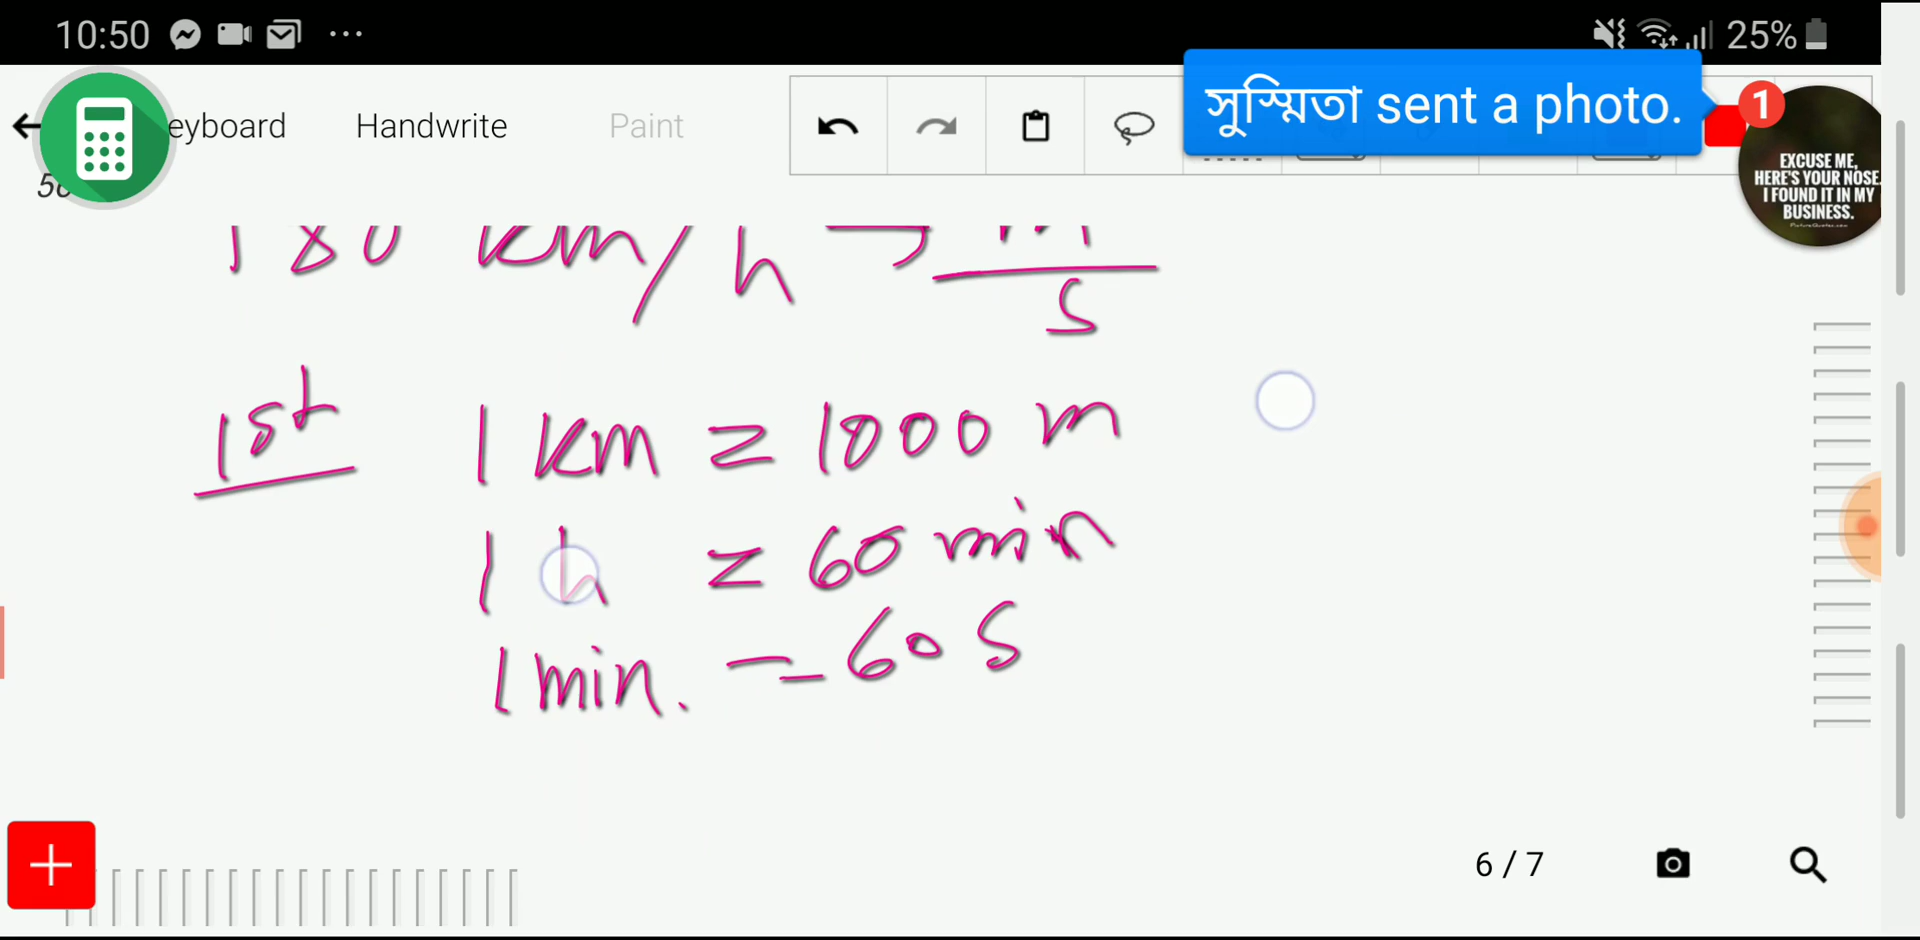 10:50 ... 25%
eyboard Handwrite Paint
সুস্মিতা sent a photo. 1
EXCUSE ME,
HERE'S YOUR NOSE.
I FOUND IT IN MY
BUSINESS.
180 km/h → m/s
1st 1 km = 1000 m
1 h = 60 min
1 min. = 60 s
6 / 7